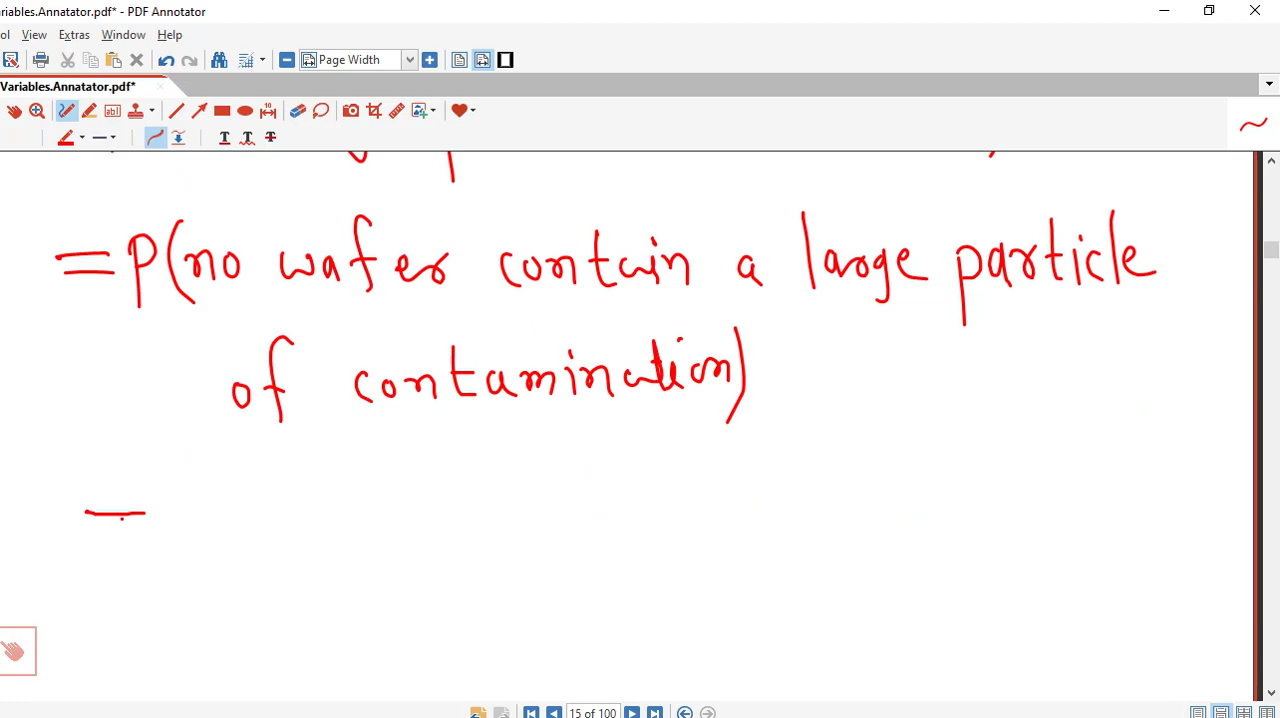 ariables.Annatator.pdf* - PDF Annotator
ol View Extras Window Help
Page Width
Variables.Annatator.pdf*
=P(no wafer contain a large particle
of contamination)
15 of 100